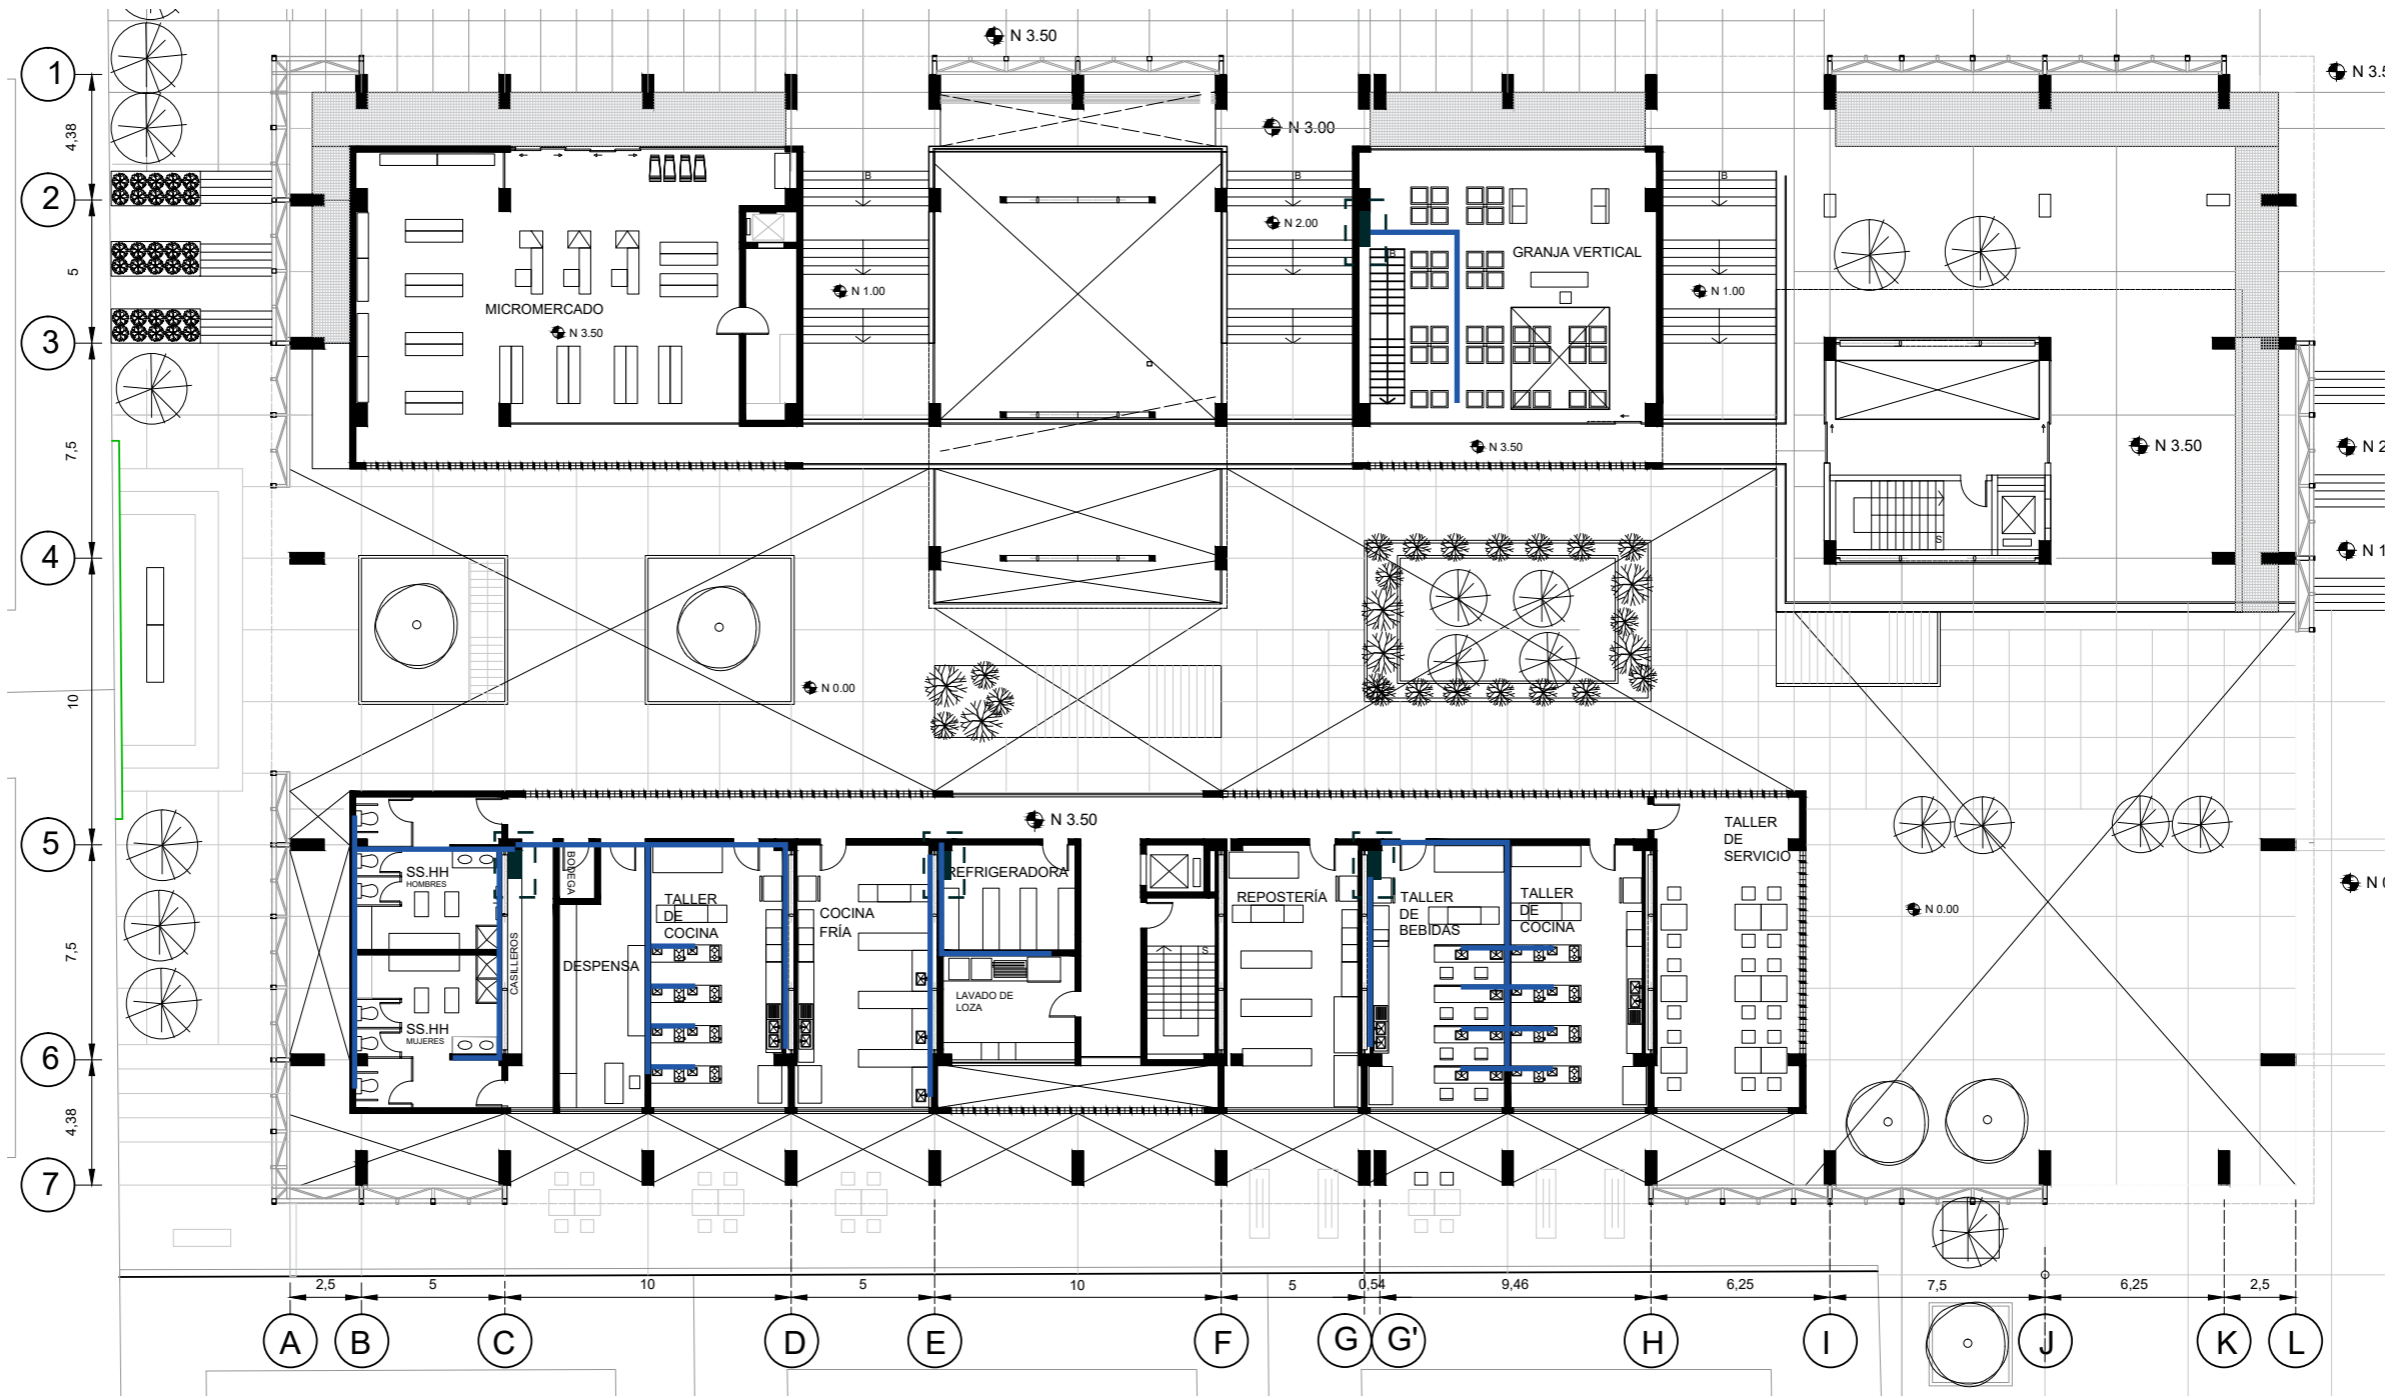 N 3.50
1
N 3.00
4,38
2
B
B
N 2.00
GRANJA VERTICAL
B
5
N 1.00
N 1.00
MICROMERCADO
N 3.50
3
7,5
N 3.50
N 3.50
S
4
10
N 0.00
N 3.50
5
TALLER
DE
SERVICIO
BODEGA
SS.HH
HOMBRES
REFRIGERADORA
TALLER
DE
COCINA
COCINA
FRÍA
REPOSTERÍA
TALLER
DE
BEBIDAS
TALLER
DE
COCINA
N 0.00
7,5
CASILLEROS
DESPENSA
S
LAVADO DE
LOZA
SS.HH
MUJERES
6
4,38
7
2,5
5
10
5
10
5
0,54
9,46
6,25
7,5
6,25
2,5
A
B
C
D
E
F
G
G'
H
I
J
K
L